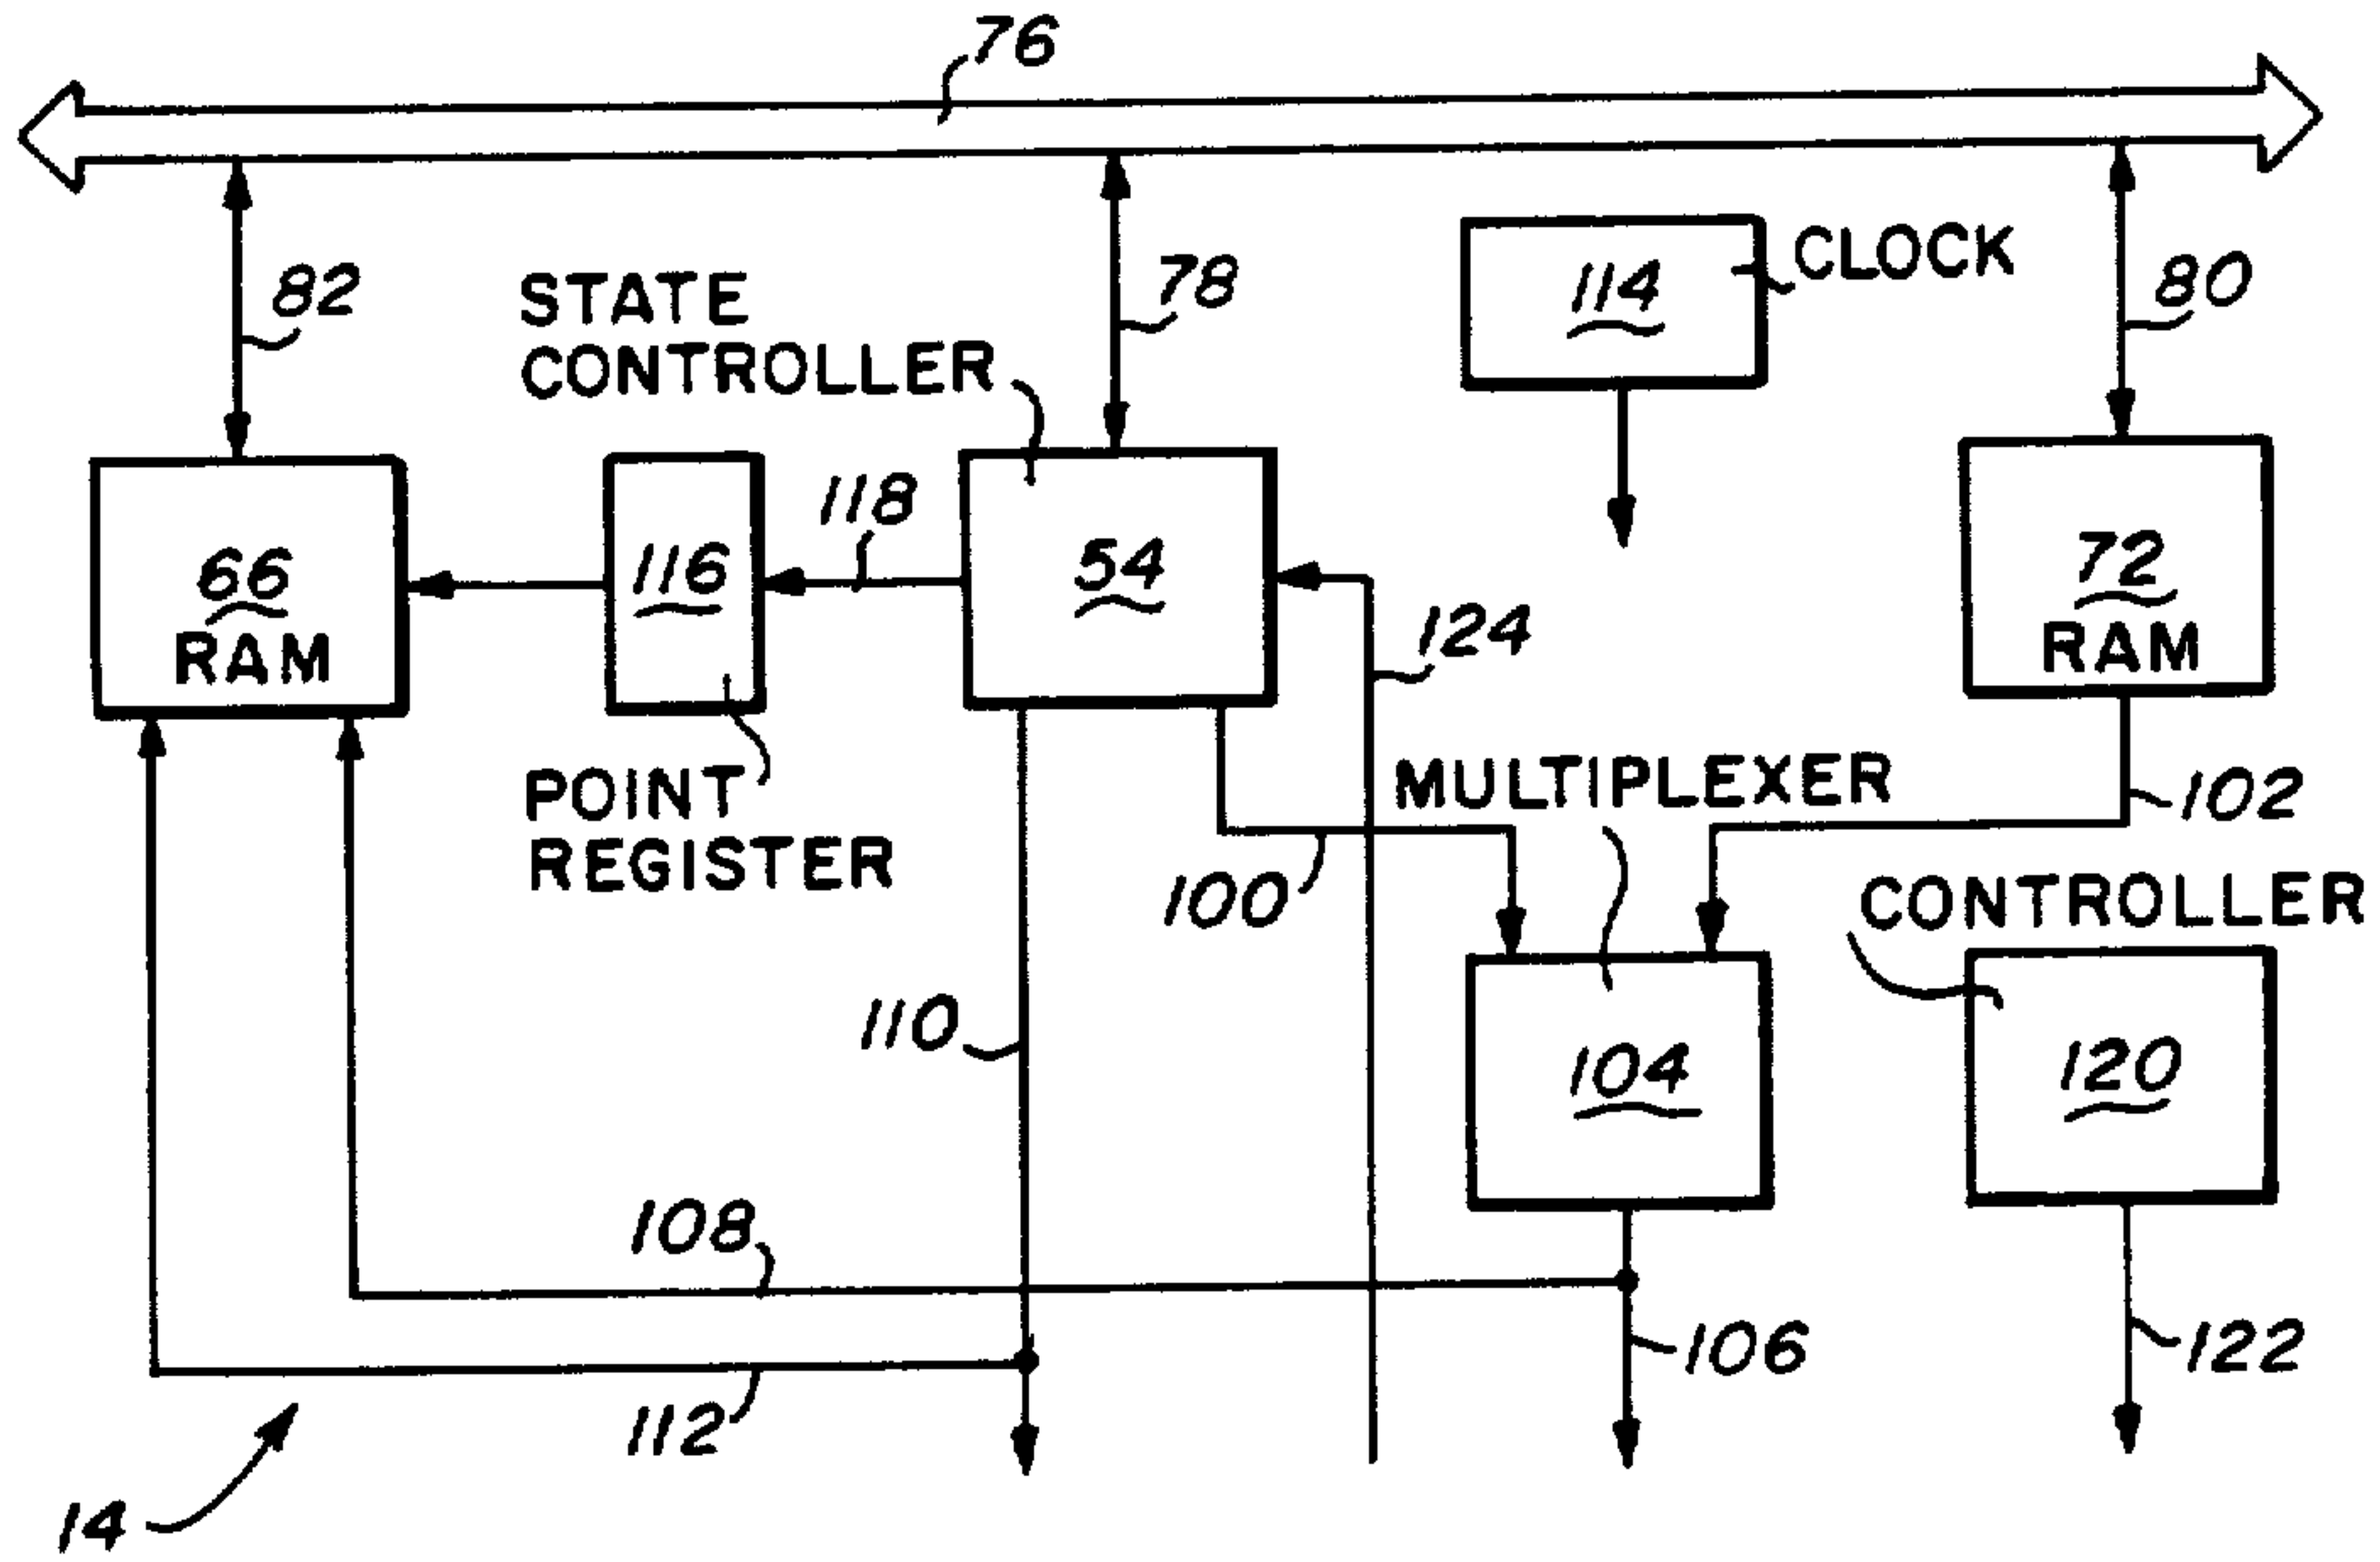 76
82
STATE
CONTROLLER
78
114
CLOCK
80
66
RAM
116
118
54
124
72
RAM
POINT
REGISTER
MULTIPLEXER
100
102
CONTROLLER
110
104
120
108
106
122
112
14